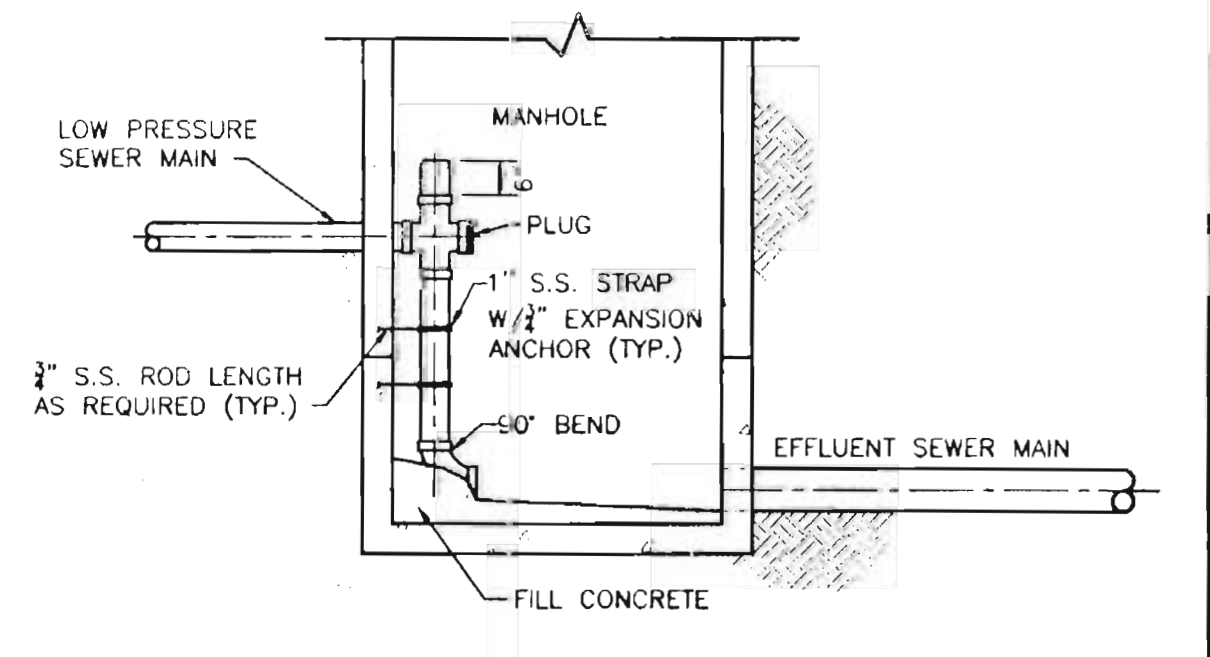 MANHOLE
LOW PRESSURE
SEWER MAIN
6
PLUG
1" S.S. STRAP
W/¾" EXPANSION
ANCHOR (TYP.)
¾" S.S. ROD LENGTH
AS REQUIRED (TYP.)
90° BEND
EFFLUENT SEWER MAIN
FILL CONCRETE